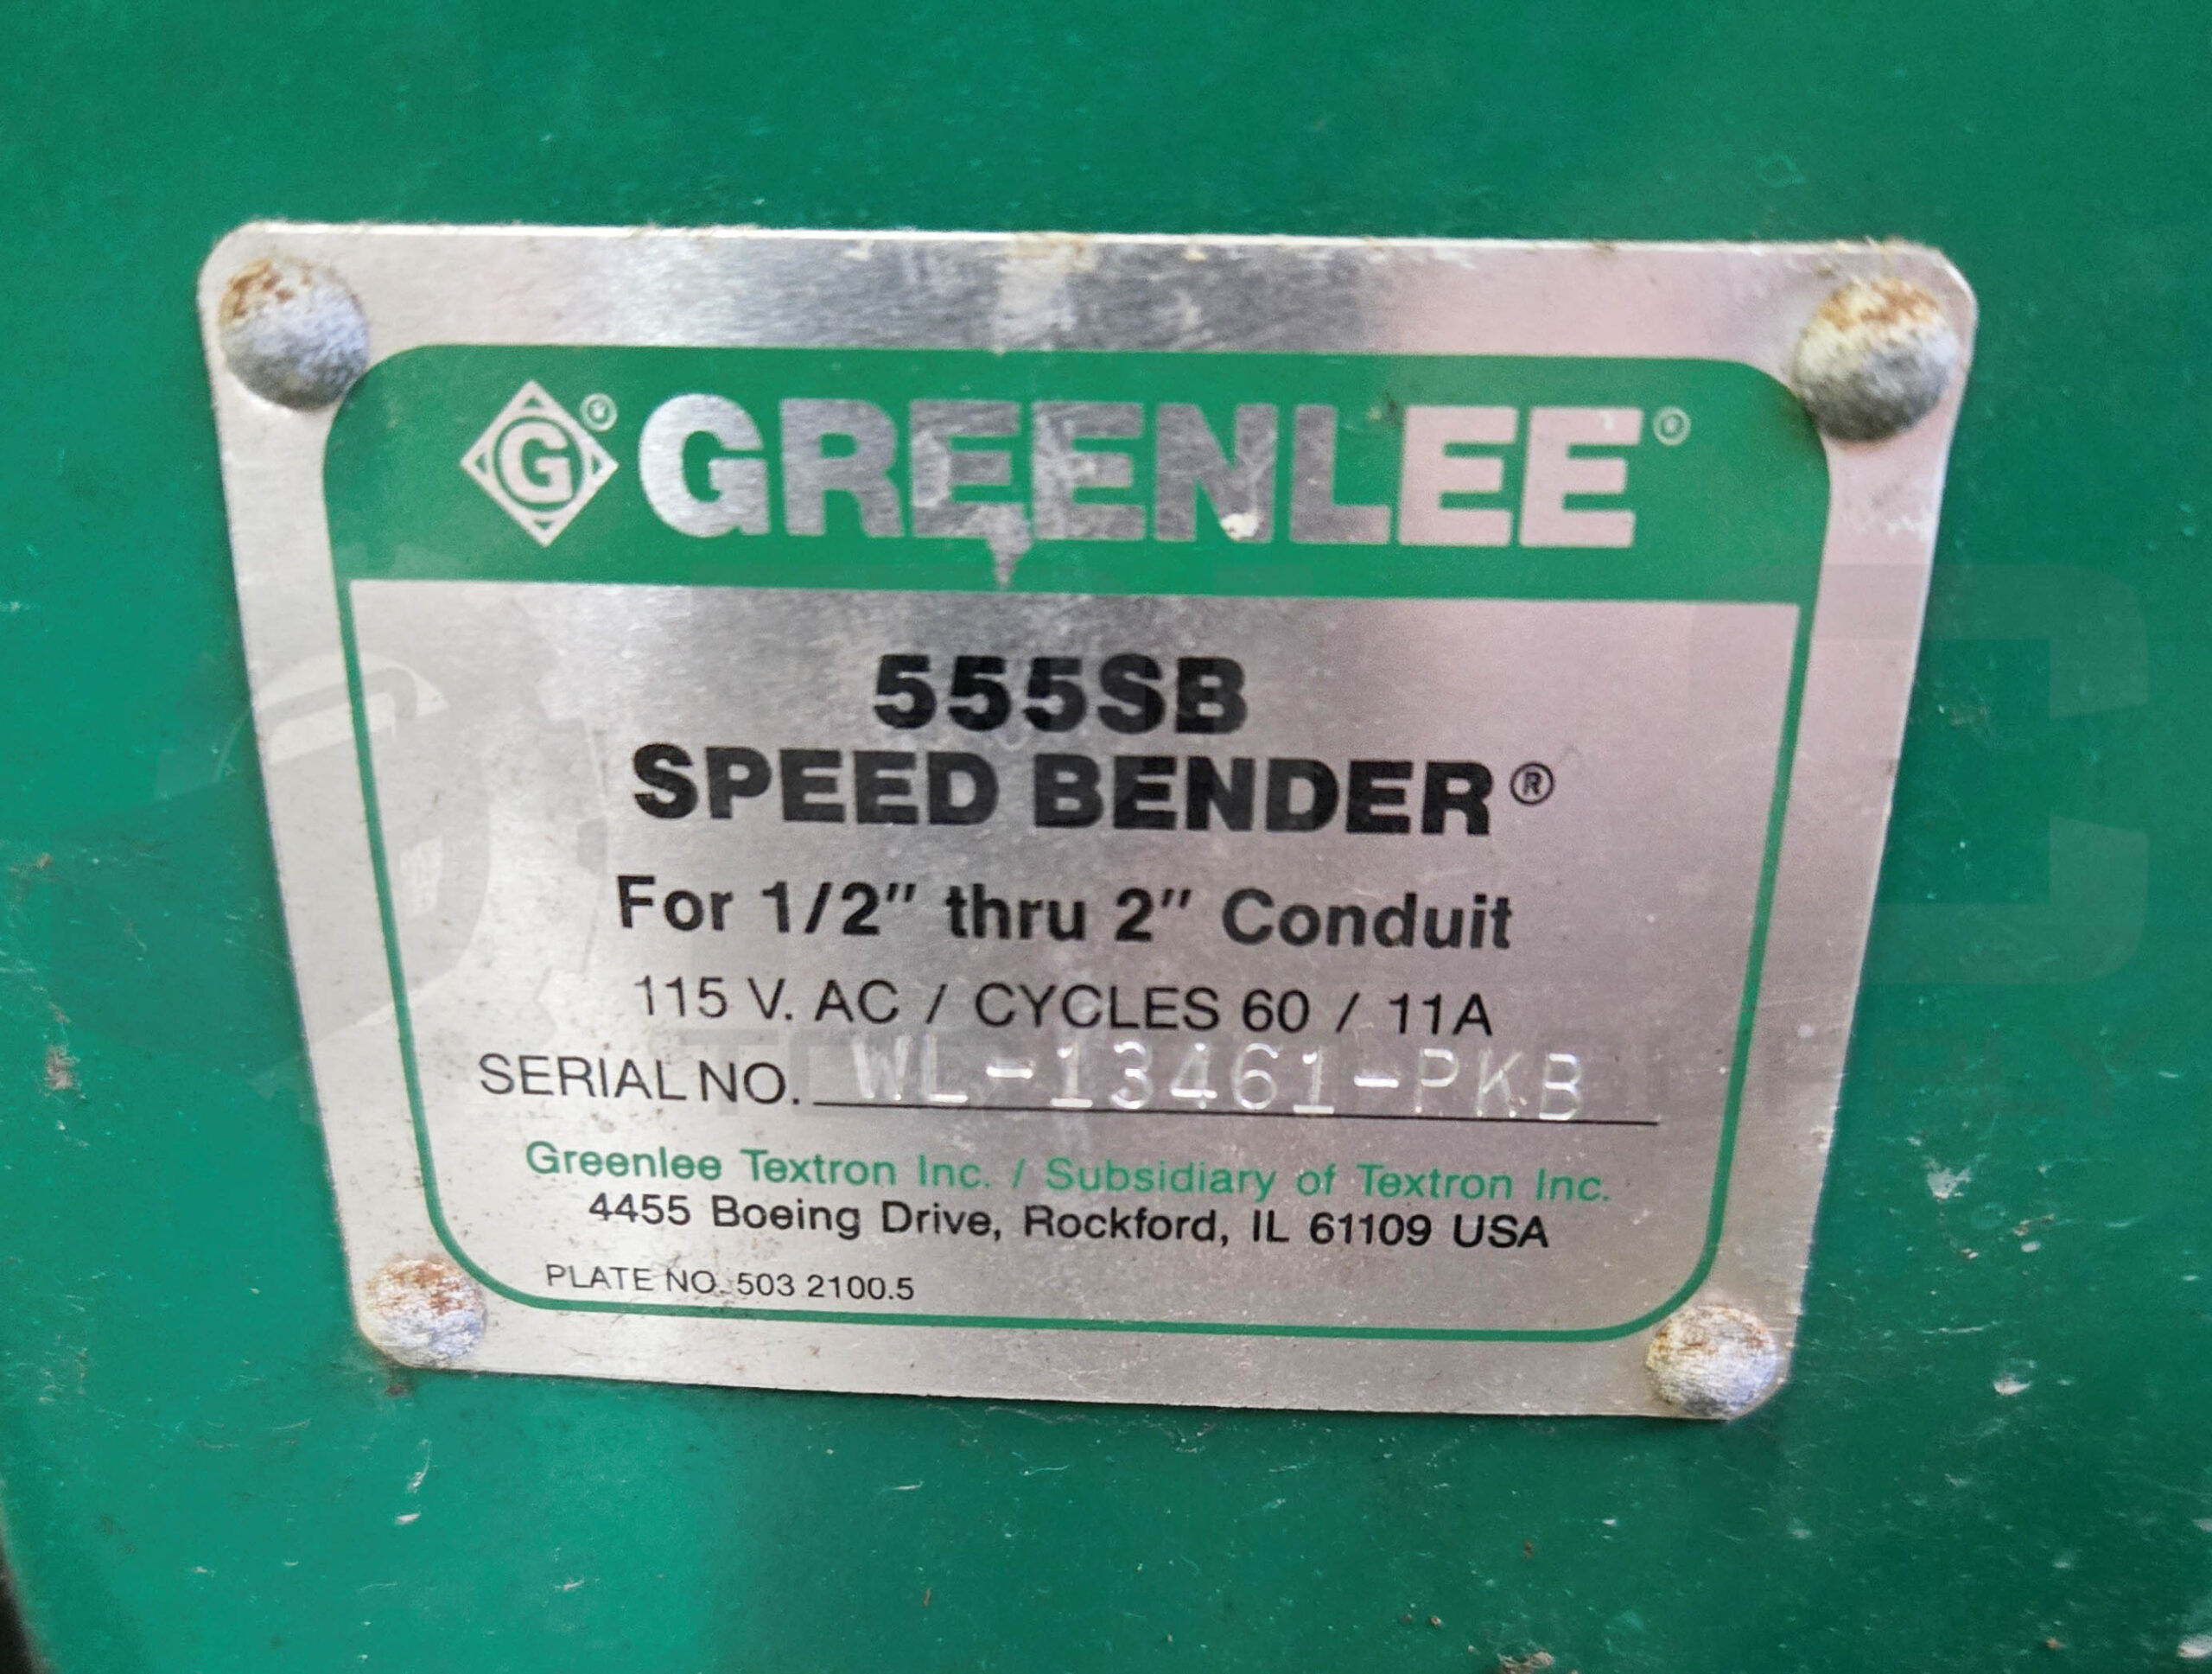 G® GREENLEE®
555SB
SPEED BENDER®
For 1/2" thru 2" Conduit
115 V. AC / CYCLES 60 / 11A
SERIAL NO. WL-13461-PKB
Greenlee Textron Inc. / Subsidiary of Textron Inc.
4455 Boeing Drive, Rockford, IL 61109 USA
PLATE NO. 503 2100.5